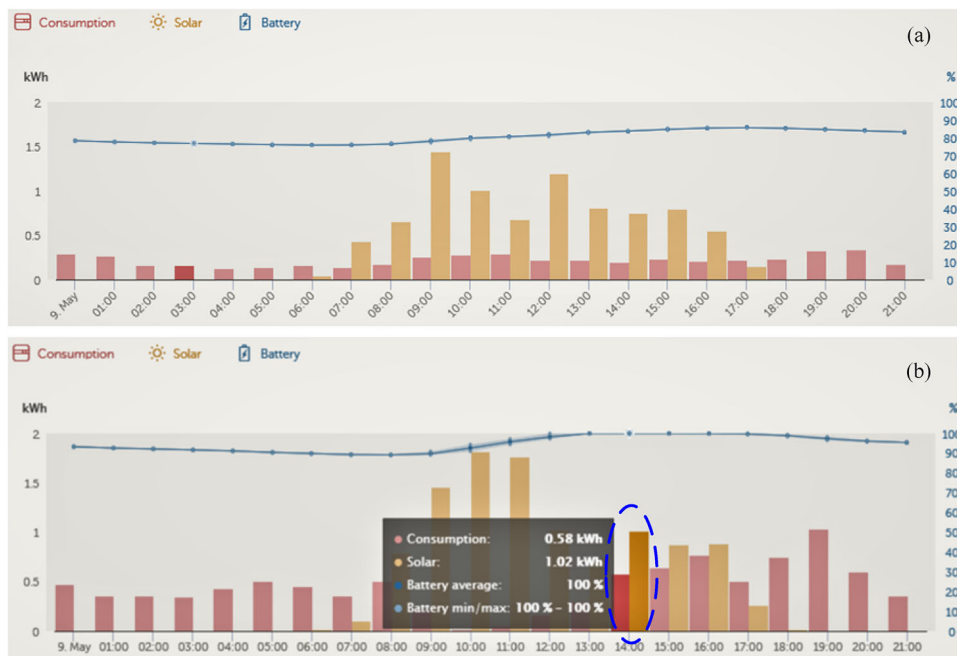 Consumption Solar Battery (a)
kWh %
2 100
90
80
1.5 70
60
1 50
40
0.5 30
20
10
0 0
9. May 01:00 02:00 03:00 04:00 05:00 06:00 07:00 08:00 09:00 10:00 11:00 12:00 13:00 14:00 15:00 16:00 17:00 18:00 19:00 20:00 21:00
Consumption Solar Battery (b)
kWh %
2 100
90
80
1.5 70
60
1 50
40
0.5 30
20
10
0 0
Consumption: 0.58 kWh
Solar: 1.02 kWh
Battery average: 100 %
Battery min/max: 100 % – 100 %
9. May 01:00 02:00 03:00 04:00 05:00 06:00 07:00 08:00 09:00 10:00 11:00 12:00 13:00 14:00 15:00 16:00 17:00 18:00 19:00 20:00 21:00